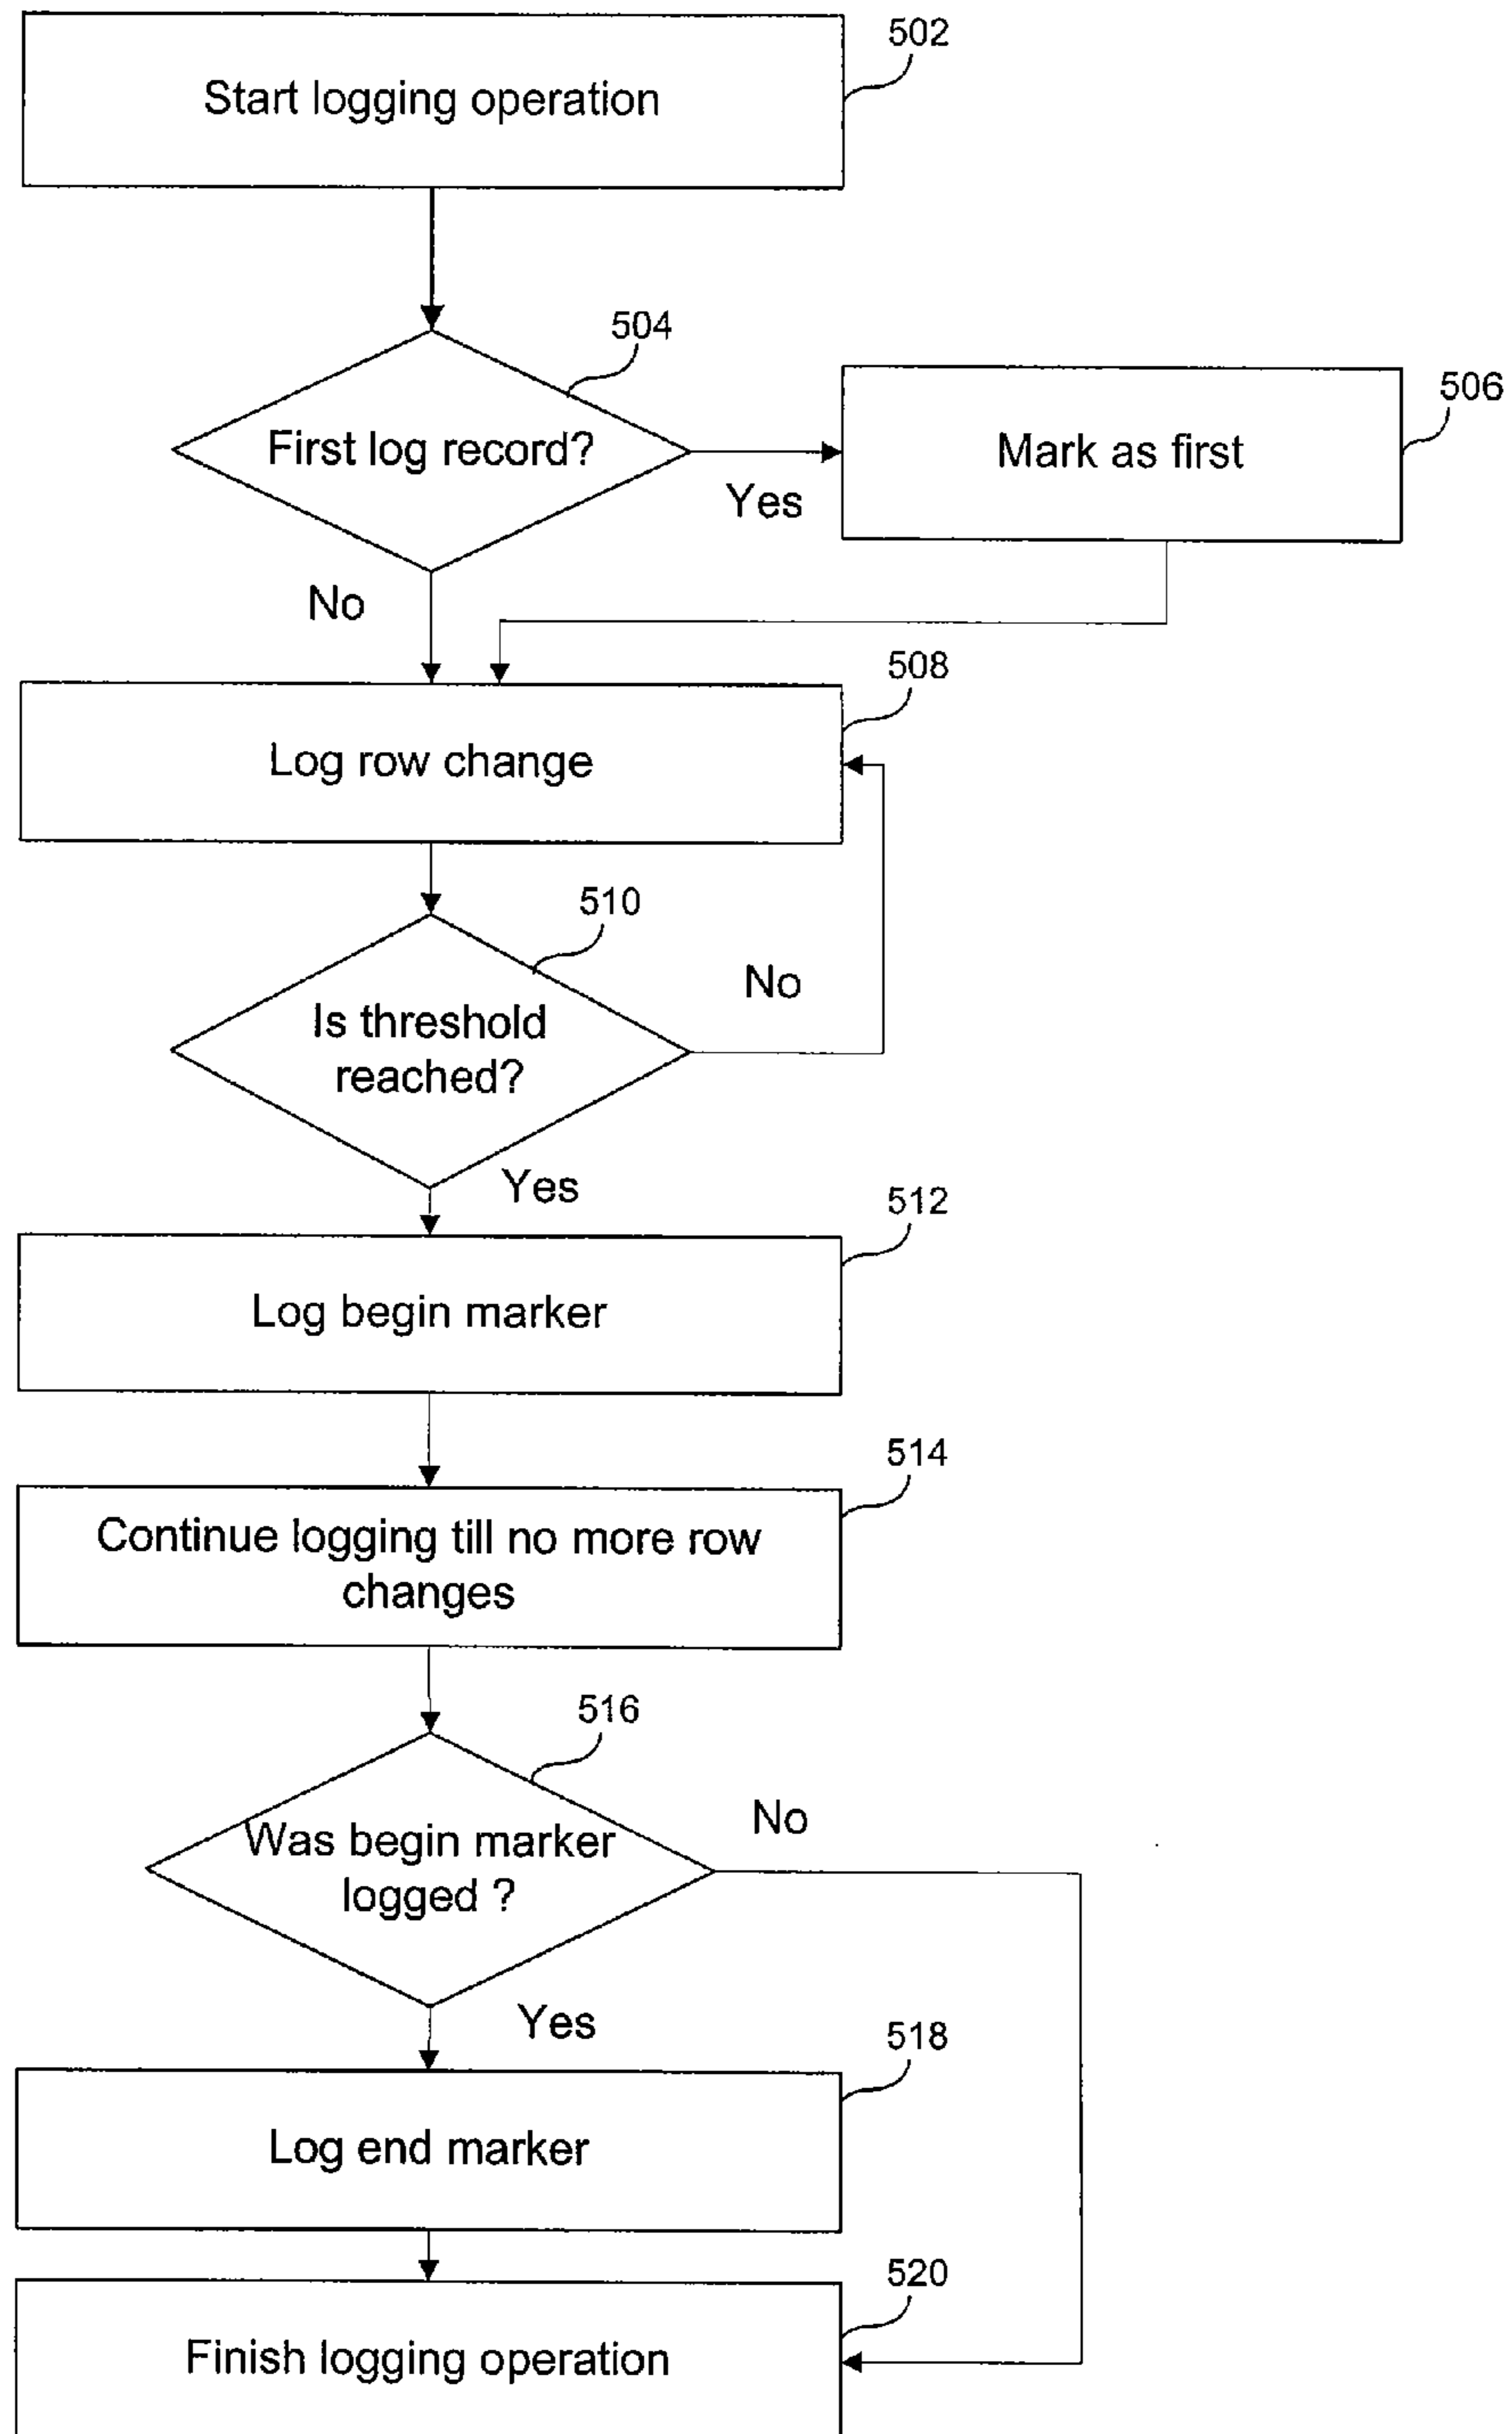 502
Start logging operation
504
First log record?
506
Mark as first
Yes
No
508
Log row change
510
Is threshold
reached?
No
Yes
512
Log begin marker
514
Continue logging till no more row
changes
516
Was begin marker
logged ?
No
Yes
518
Log end marker
520
Finish logging operation